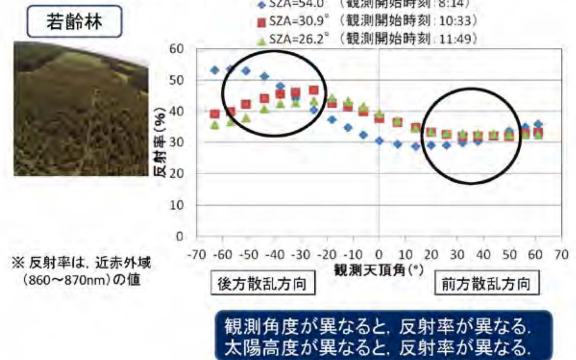 若齢林
SZA=54.0° (観測開始時刻:8:14)
SZA=30.9° (観測開始時刻:10:33)
SZA=26.2° (観測開始時刻:11:49)
60
50
40
30
20
10
0
反射率(%)
-70 -60 -50 -40 -30 -20 -10 0 10 20 30 40 50 60 70
観測天頂角(°)
後方散乱方向
前方散乱方向
※ 反射率は，近赤外域
(860～870nm)の値
観測角度が異なると，反射率が異なる．
太陽高度が異なると，反射率が異なる．